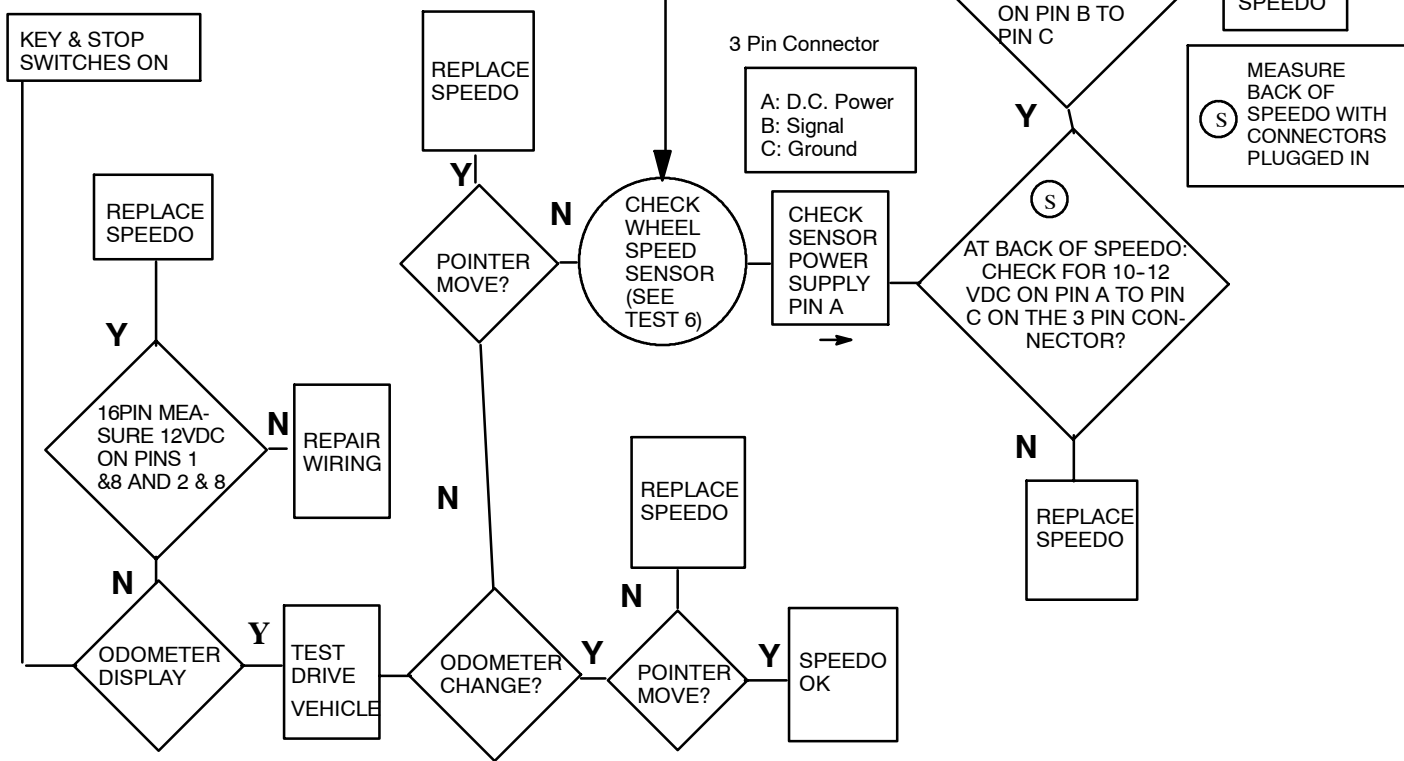 KEY & STOP
SWITCHES ON
REPLACE
SPEEDO
Y
16PIN MEA-
SURE 12VDC
ON PINS 1
&8 AND 2 & 8
N
REPAIR
WIRING
N
ODOMETER
DISPLAY
Y
TEST
DRIVE
VEHICLE
ODOMETER
CHANGE?
N
Y
POINTER
MOVE?
N
REPLACE
SPEEDO
Y
SPEEDO
OK
REPLACE
SPEEDO
Y
POINTER
MOVE?
N
CHECK
WHEEL
SPEED
SENSOR
(SEE
TEST 6)
3 Pin Connector
A: D.C. Power
B: Signal
C: Ground
CHECK
SENSOR
POWER
SUPPLY
PIN A
ON PIN B TO
PIN C
Y
S
AT BACK OF SPEEDO:
CHECK FOR 10-12
VDC ON PIN A TO PIN
C ON THE 3 PIN CON-
NECTOR?
N
REPLACE
SPEEDO
SPEEDO
S
MEASURE
BACK OF
SPEEDO WITH
CONNECTORS
PLUGGED IN